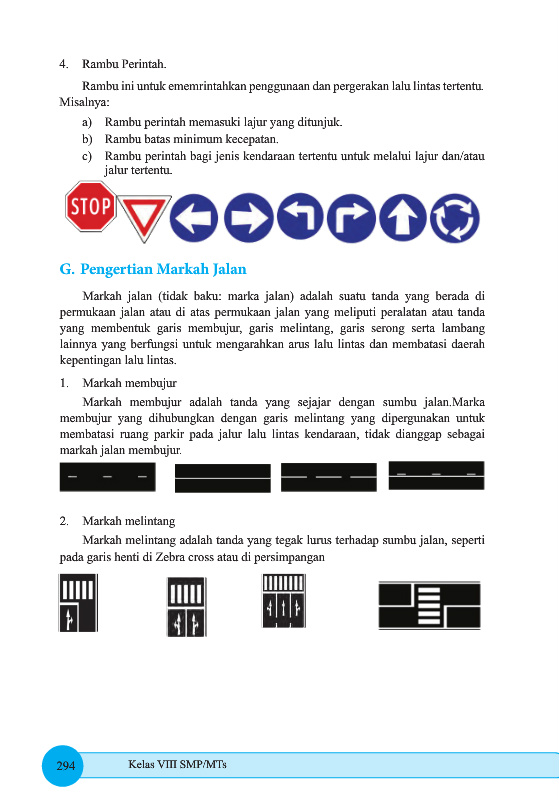 4. Rambu Perintah.
Rambu ini untuk ememrintahkan penggunaan dan pergerakan lalu lintas tertentu.
Misalnya:
a) Rambu perintah memasuki lajur yang ditunjuk.
b) Rambu batas minimum kecepatan.
c) Rambu perintah bagi jenis kendaraan tertentu untuk melalui lajur dan/atau
jalur tertentu.
STOP
G. Pengertian Markah Jalan
Markah jalan (tidak baku: marka jalan) adalah suatu tanda yang berada di
permukaan jalan atau di atas permukaan jalan yang meliputi peralatan atau tanda
yang membentuk garis membujur, garis melintang, garis serong serta lambang
lainnya yang berfungsi untuk mengarahkan arus lalu lintas dan membatasi daerah
kepentingan lalu lintas.
1. Markah membujur
Markah membujur adalah tanda yang sejajar dengan sumbu jalan.Marka
membujur yang dihubungkan dengan garis melintang yang dipergunakan untuk
membatasi ruang parkir pada jalur lalu lintas kendaraan, tidak dianggap sebagai
markah jalan membujur.
2. Markah melintang
Markah melintang adalah tanda yang tegak lurus terhadap sumbu jalan, seperti
pada garis henti di Zebra cross atau di persimpangan
294 Kelas VIII SMP/MTs